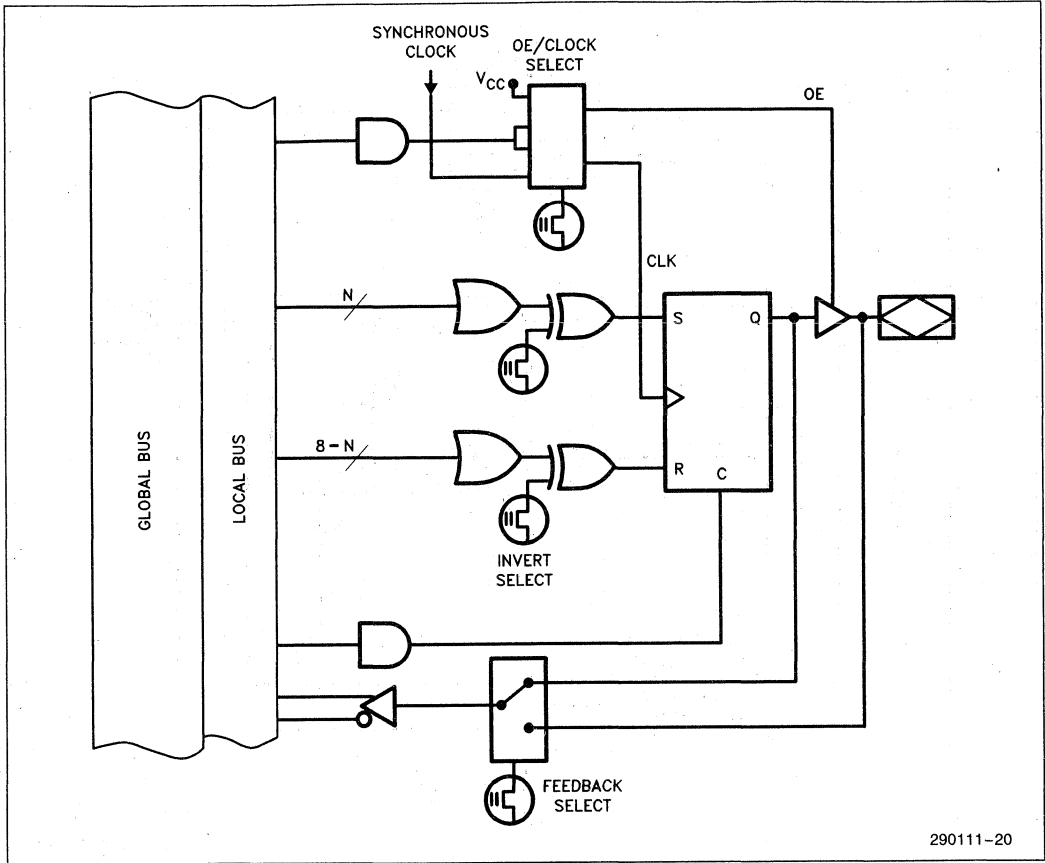 SYNCHRONOUS
CLOCK
OE/CLOCK
SELECT
VCC
OE
CLK
N
S
Q
8-N
R
C
INVERT
SELECT
GLOBAL BUS
LOCAL BUS
FEEDBACK
SELECT
290111-20